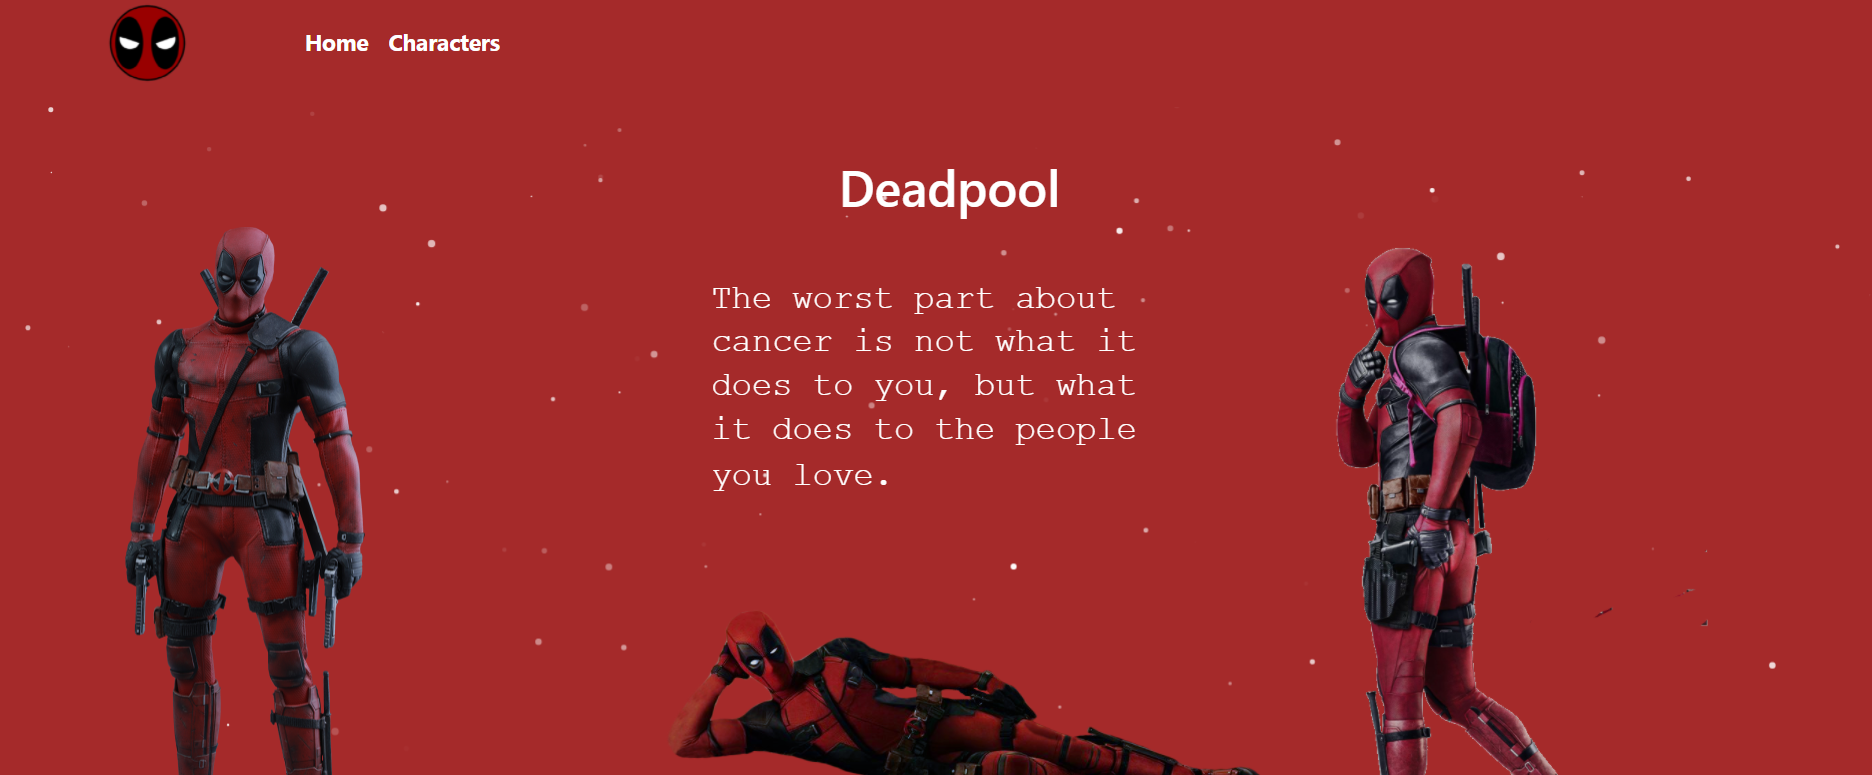 Home Characters
Deadpool
The worst part about
cancer is not what it
does to you, but what
it does to the people
you love.